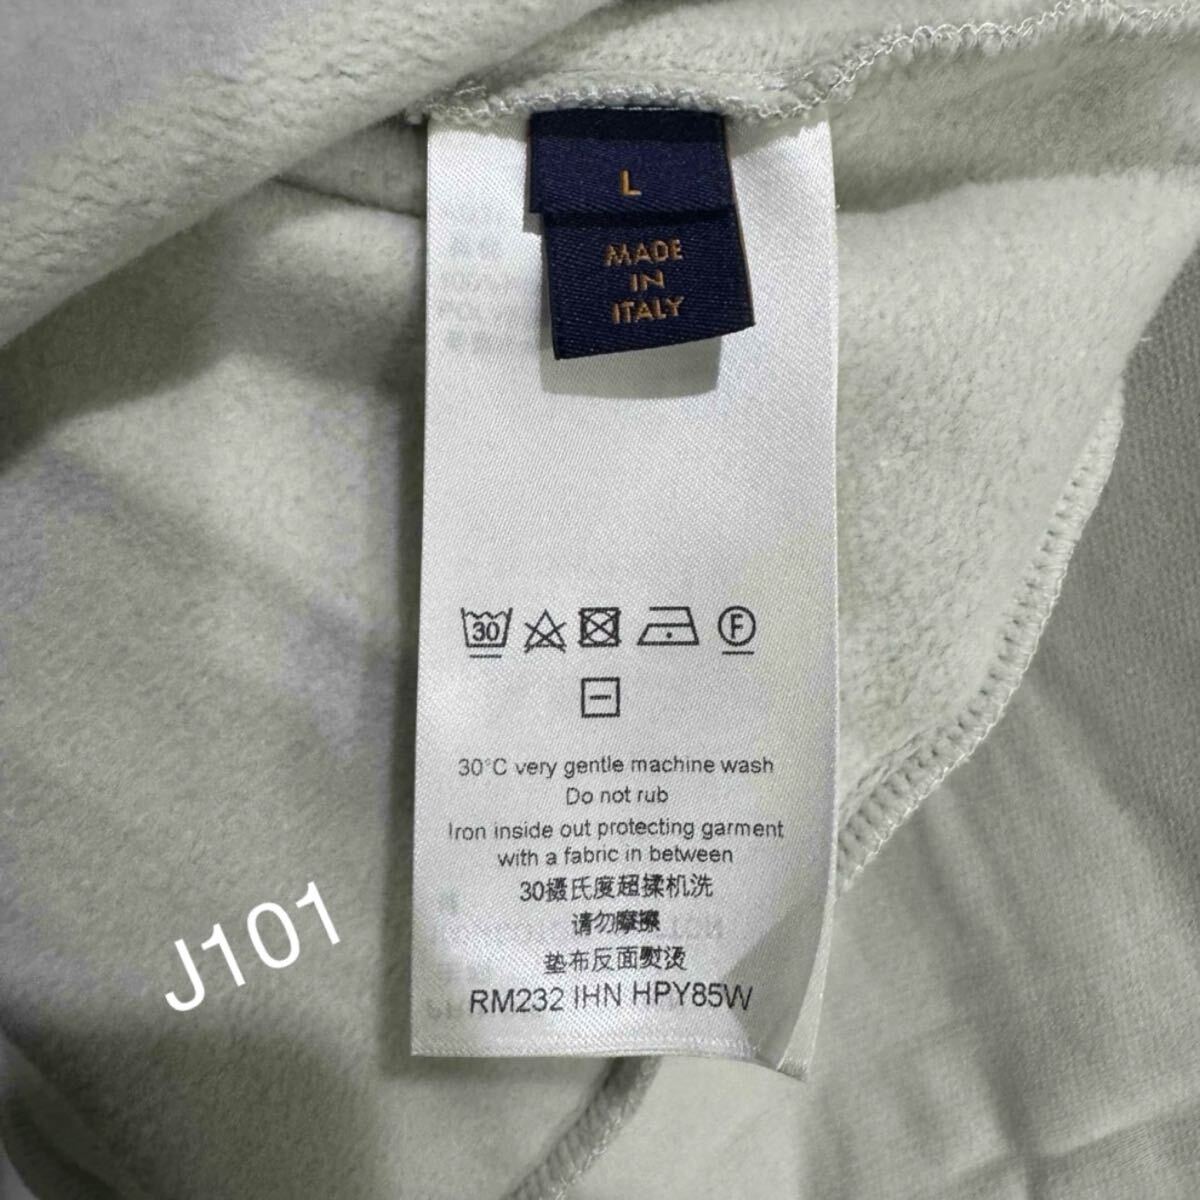 L
MADE
IN
ITALY
30
F
30°C very gentle machine wash
Do not rub
Iron inside out protecting garment
with a fabric in between
30摄氏度超揉机洗
请勿摩擦
垫布反面熨烫
RM232 IHN HPY85W
J101